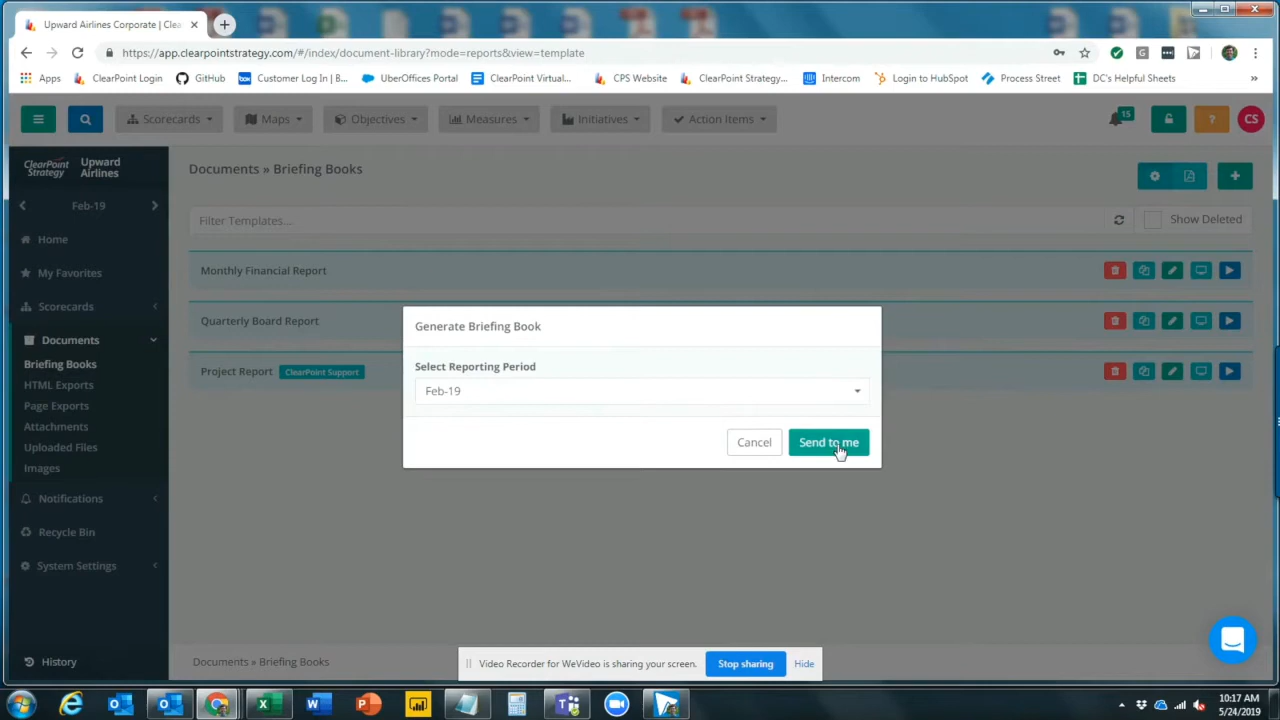 Upward Airlines Corporate | Clea
https://app.clearpointstrategy.com/#/index/document-library?mode=reports&view=template
Apps
ClearPoint Login
GitHub
box
Customer Log In | B...
UberOffices Portal
ClearPoint Virtual...
CPS Website
ClearPoint Strategy...
Intercom
Login to HubSpot
Process Street
DC's Helpful Sheets
»
Scorecards
Maps
Objectives
Measures
Initiatives
Action Items
15
?
CS
ClearPoint
Strategy
Upward
Airlines
Documents » Briefing Books
Feb-19
Filter Templates...
Show Deleted
Home
My Favorites
Scorecards
Documents
Briefing Books
HTML Exports
Page Exports
Attachments
Uploaded Files
Images
Notifications
Recycle Bin
System Settings
History
Monthly Financial Report
Quarterly Board Report
Project Report
ClearPoint Support
Generate Briefing Book
Select Reporting Period
Feb-19
Cancel
Send to me
Documents » Briefing Books
Video Recorder for WeVideo is sharing your screen.
Stop sharing
Hide
10:17 AM
5/24/2019